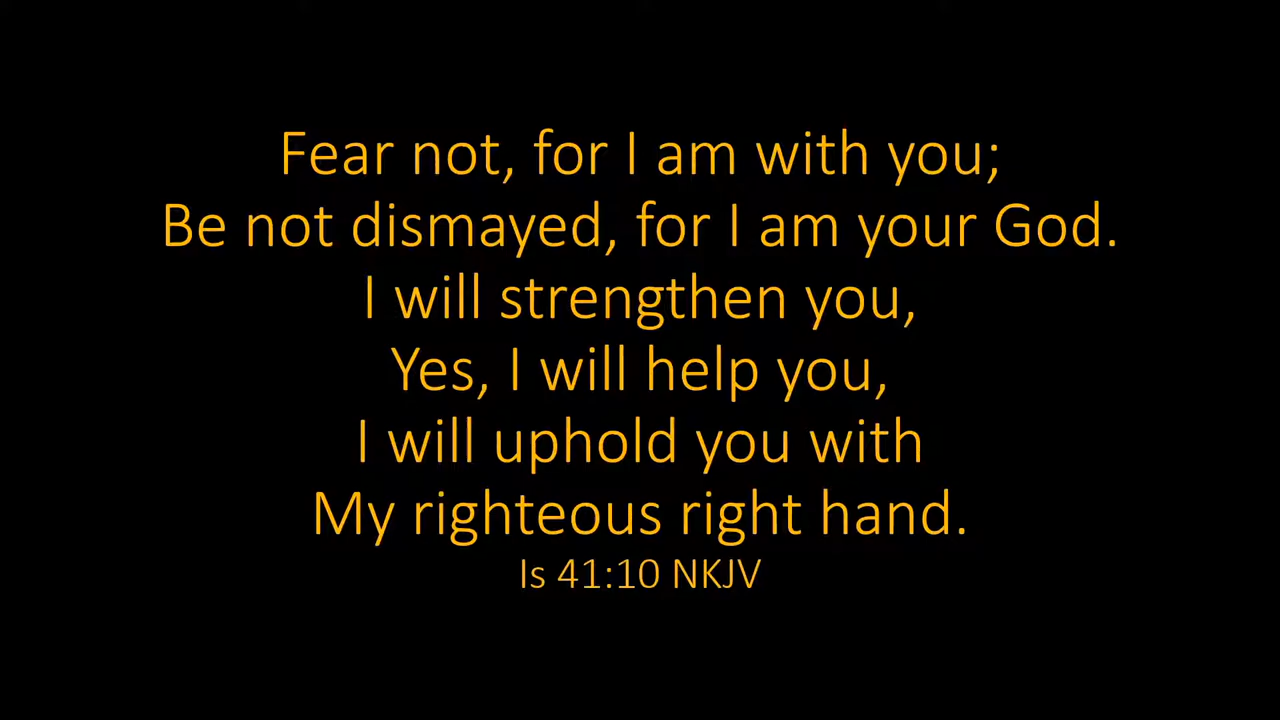 Fear not, for I am with you;
Be not dismayed, for I am your God.
I will strengthen you,
Yes, I will help you,
I will uphold you with
My righteous right hand.
Is 41:10 NKJV